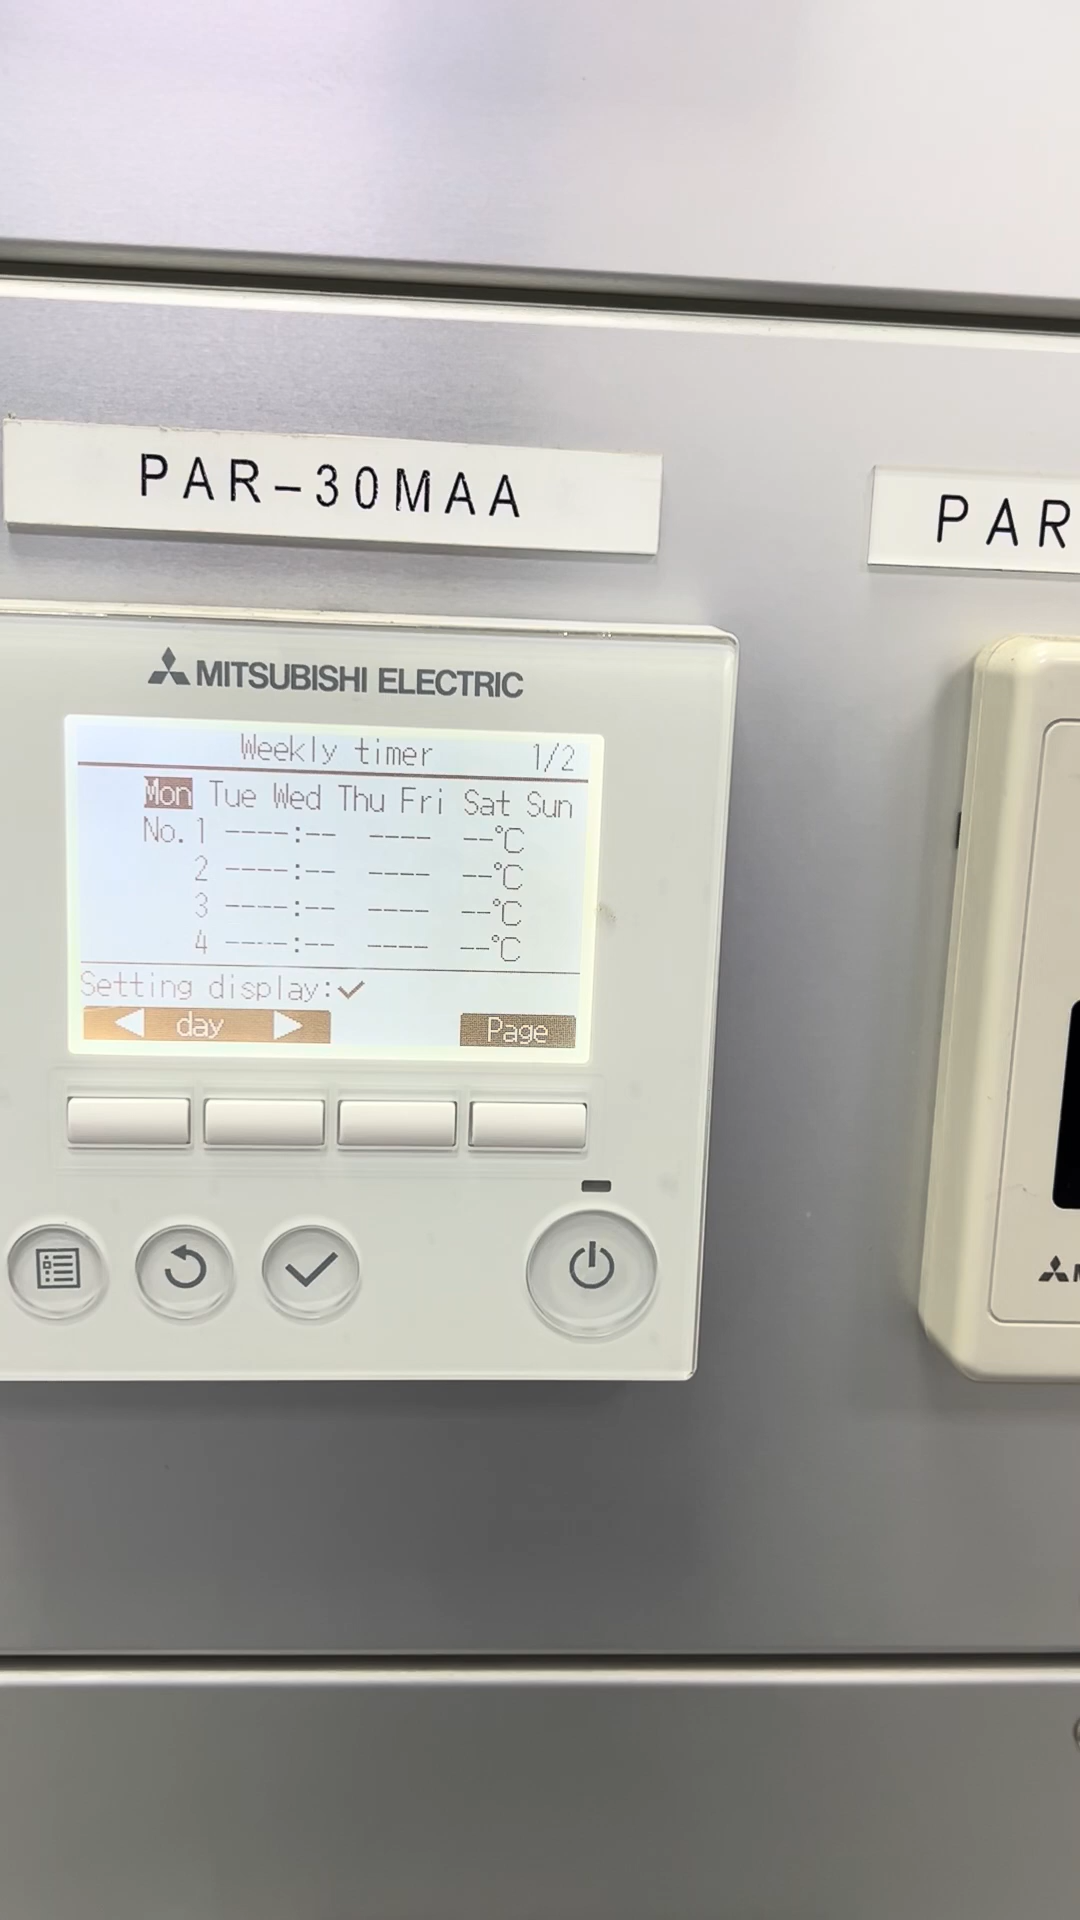 PAR-30MAA
PAR
MITSUBISHI ELECTRIC
Weekly timer 1/2
Mon Tue Wed Thu Fri Sat Sun
No. 1 ----:-- ---- --°C
2 ----:-- ---- --°C
3 ----:-- ---- --°C
4 ----:-- ---- --°C
Setting display:✓
◀ day ▶ Page